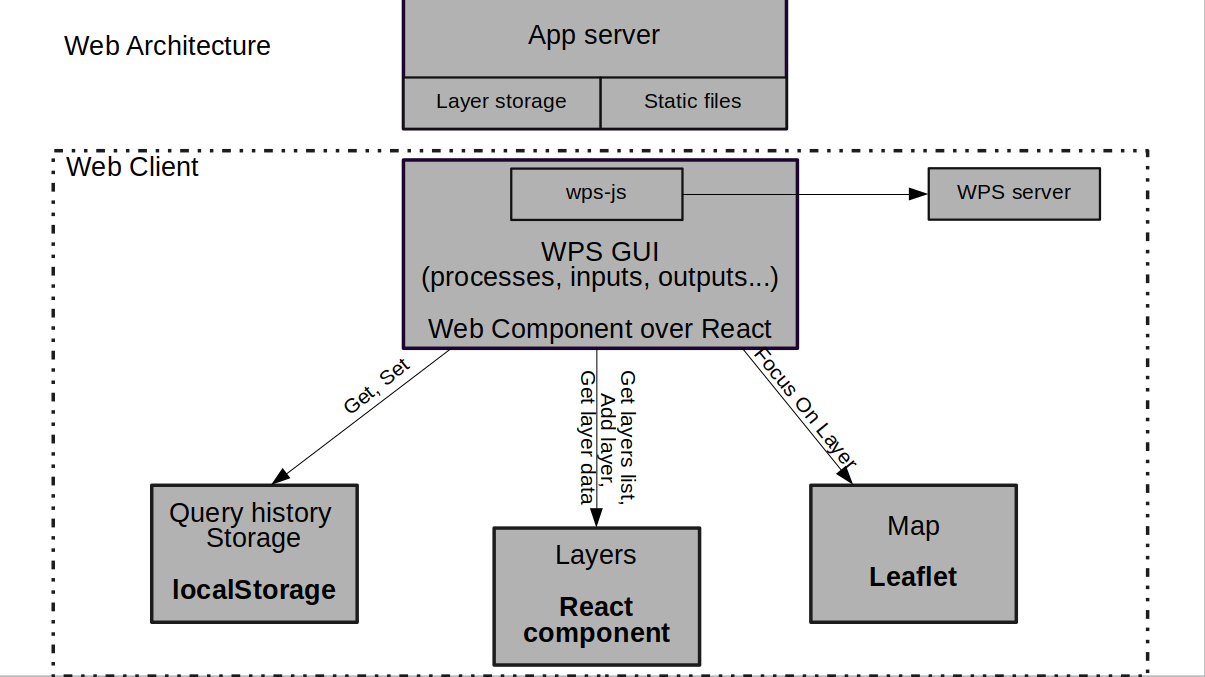 App server
Web Architecture
Layer storage
Static files
Web Client
wps-js
WPS server
WPS GUI
(processes, inputs, outputs...)
Web Component over React
Get, Set
Get layers list,
Add layer,
Get layer data
Focus On Layer
Query history
Storage
localStorage
Layers
React
component
Map
Leaflet